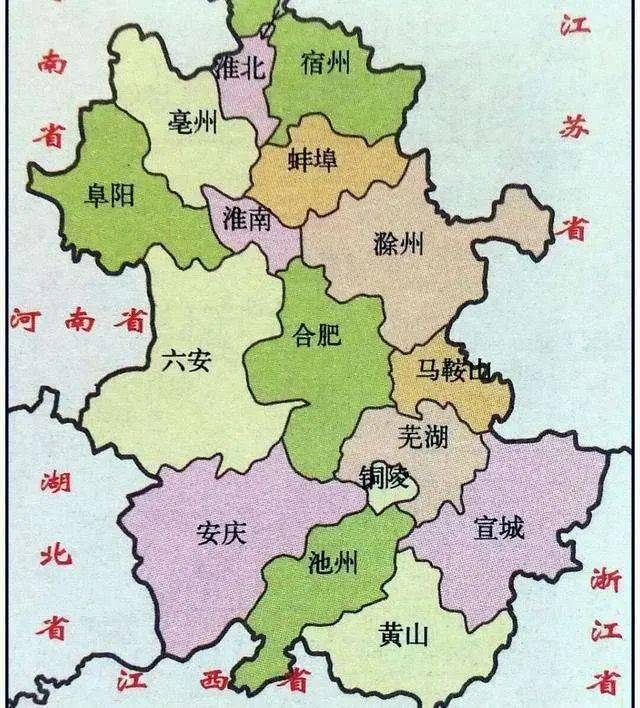 南省
江苏省
淮北
宿州
亳州
蚌埠
阜阳
淮南
滁州
河南省
合肥
六安
马鞍山
芜湖
铜陵
湖北省
安庆
宣城
池州
浙江省
黄山
江西省